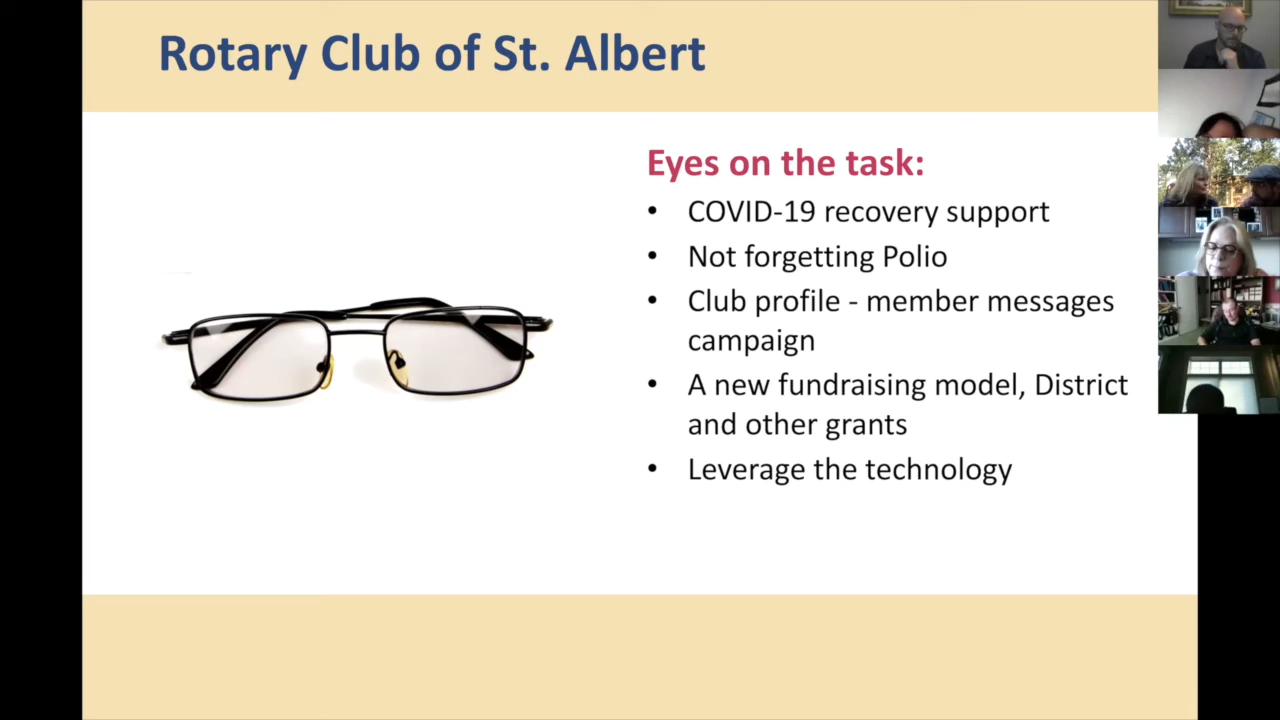 Rotary Club of St. Albert
Eyes on the task:
• COVID-19 recovery support
• Not forgetting Polio
• Club profile - member messages
campaign
• A new fundraising model, District
and other grants
• Leverage the technology